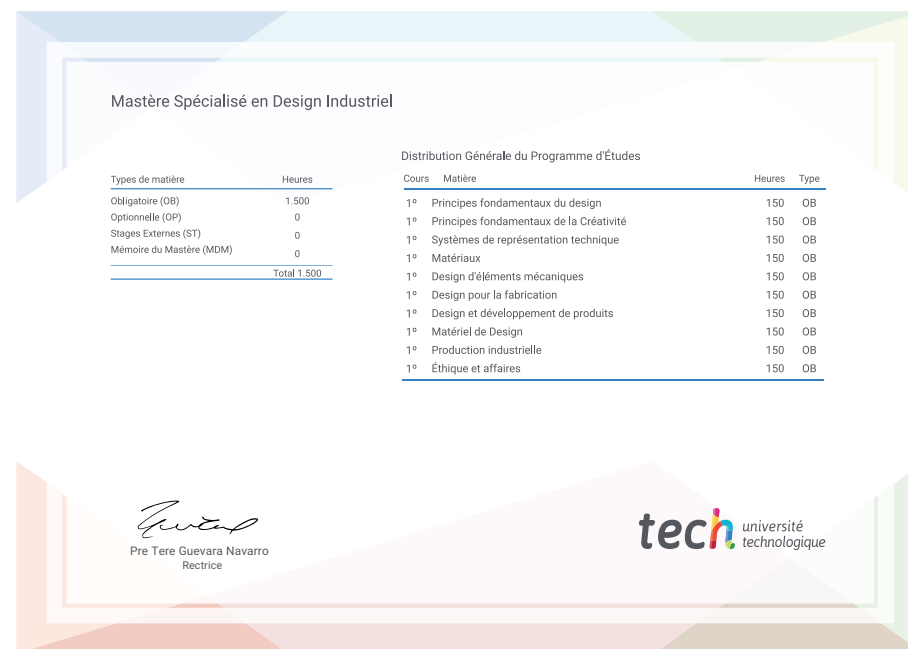 Mastère Spécialisé en Design Industriel
Types de matière Heures
Obligatoire (OB) 1.500
Optionnelle (OP) 0
Stages Externes (ST) 0
Mémoire du Mastère (MDM) 0
Total 1.500
Distribution Générale du Programme d'Études
Cours Matière Heures Type
1º Principes fondamentaux du design 150 OB
1º Principes fondamentaux de la Créativité 150 OB
1º Systèmes de représentation technique 150 OB
1º Matériaux 150 OB
1º Design d'éléments mécaniques 150 OB
1º Design pour la fabrication 150 OB
1º Design et développement de produits 150 OB
1º Matériel de Design 150 OB
1º Production industrielle 150 OB
1º Éthique et affaires 150 OB
Pre Tere Guevara Navarro
Rectrice
tech université
technologique